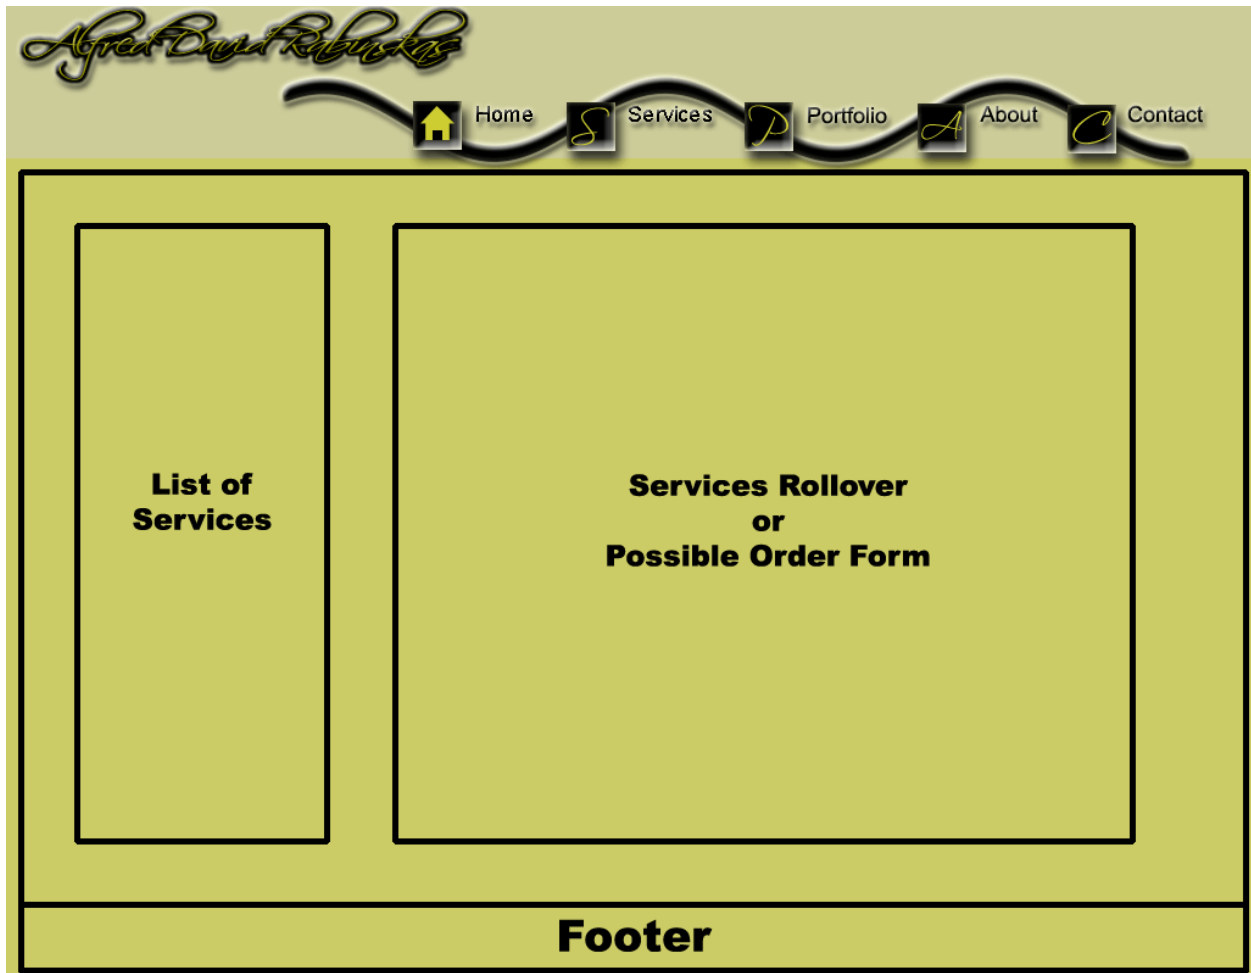 Alfred David Rabinskas
Home S Services P Portfolio A About C Contact
List of
Services
Services Rollover
or
Possible Order Form
Footer